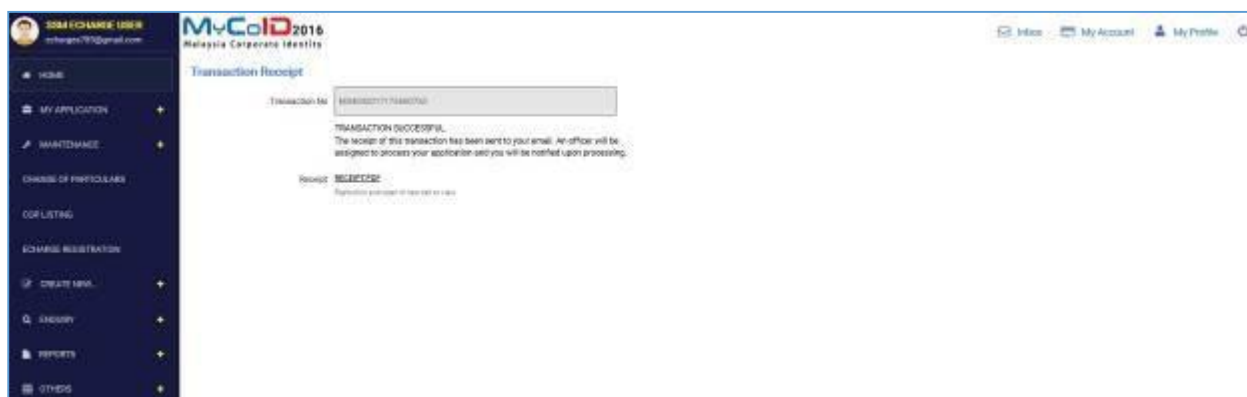 SSM ECHARGE USER
MyCoID2016
Malaysia Corporate Identity
Inbox
My Account
My Profile
HOME
MY APPLICATION
MAINTENANCE
CHANGE OF PARTICULARS
COR LISTING
ECHARGE REGISTRATION
CREATE NEW..
ENQUIRY
REPORTS
OTHERS
Transaction Receipt
Transaction No
TRANSACTION SUCCESSFUL.
The receipt of this transaction has been sent to your email. An officer will be
assigned to process your application and you will be notified upon processing.
Receipt RECEIPT.PDF